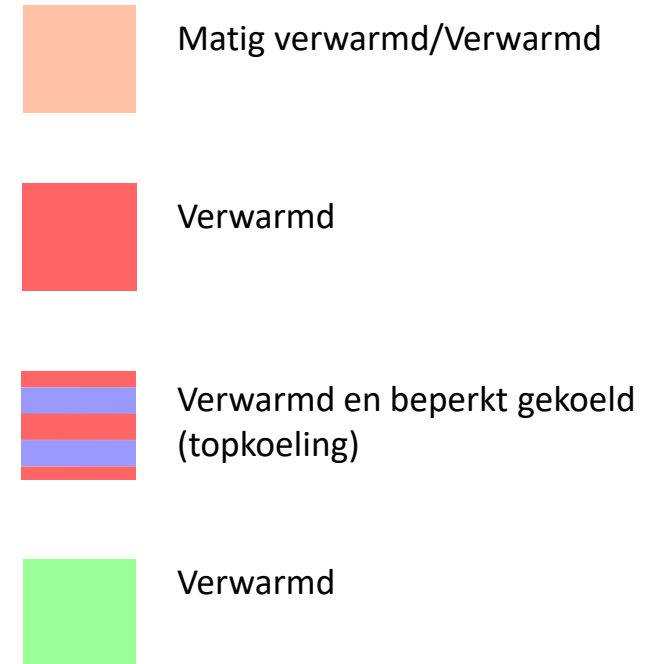 Matig verwarmd/Verwarmd
Verwarmd
Verwarmd en beperkt gekoeld
(topkoeling)
Verwarmd